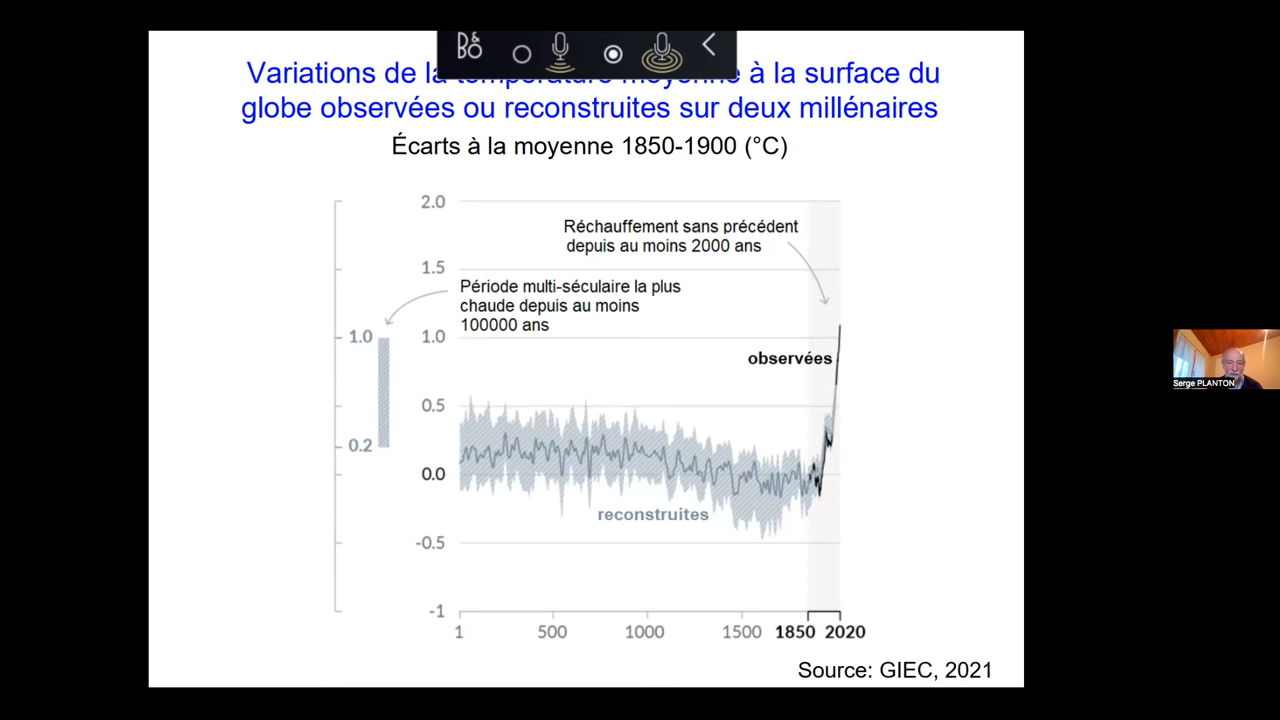 B&O
Variations de la température moyenne à la surface du
globe observées ou reconstruites sur deux millénaires
Écarts à la moyenne 1850-1900 (°C)
2.0
Réchauffement sans précédent
depuis au moins 2000 ans
1.5
Période multi-séculaire la plus
chaude depuis au moins
100000 ans
1.0
1.0
observées
0.5
0.2
0.0
reconstruites
-0.5
-1
1 500 1000 1500 1850 2020
Source: GIEC, 2021
Serge PLANTON